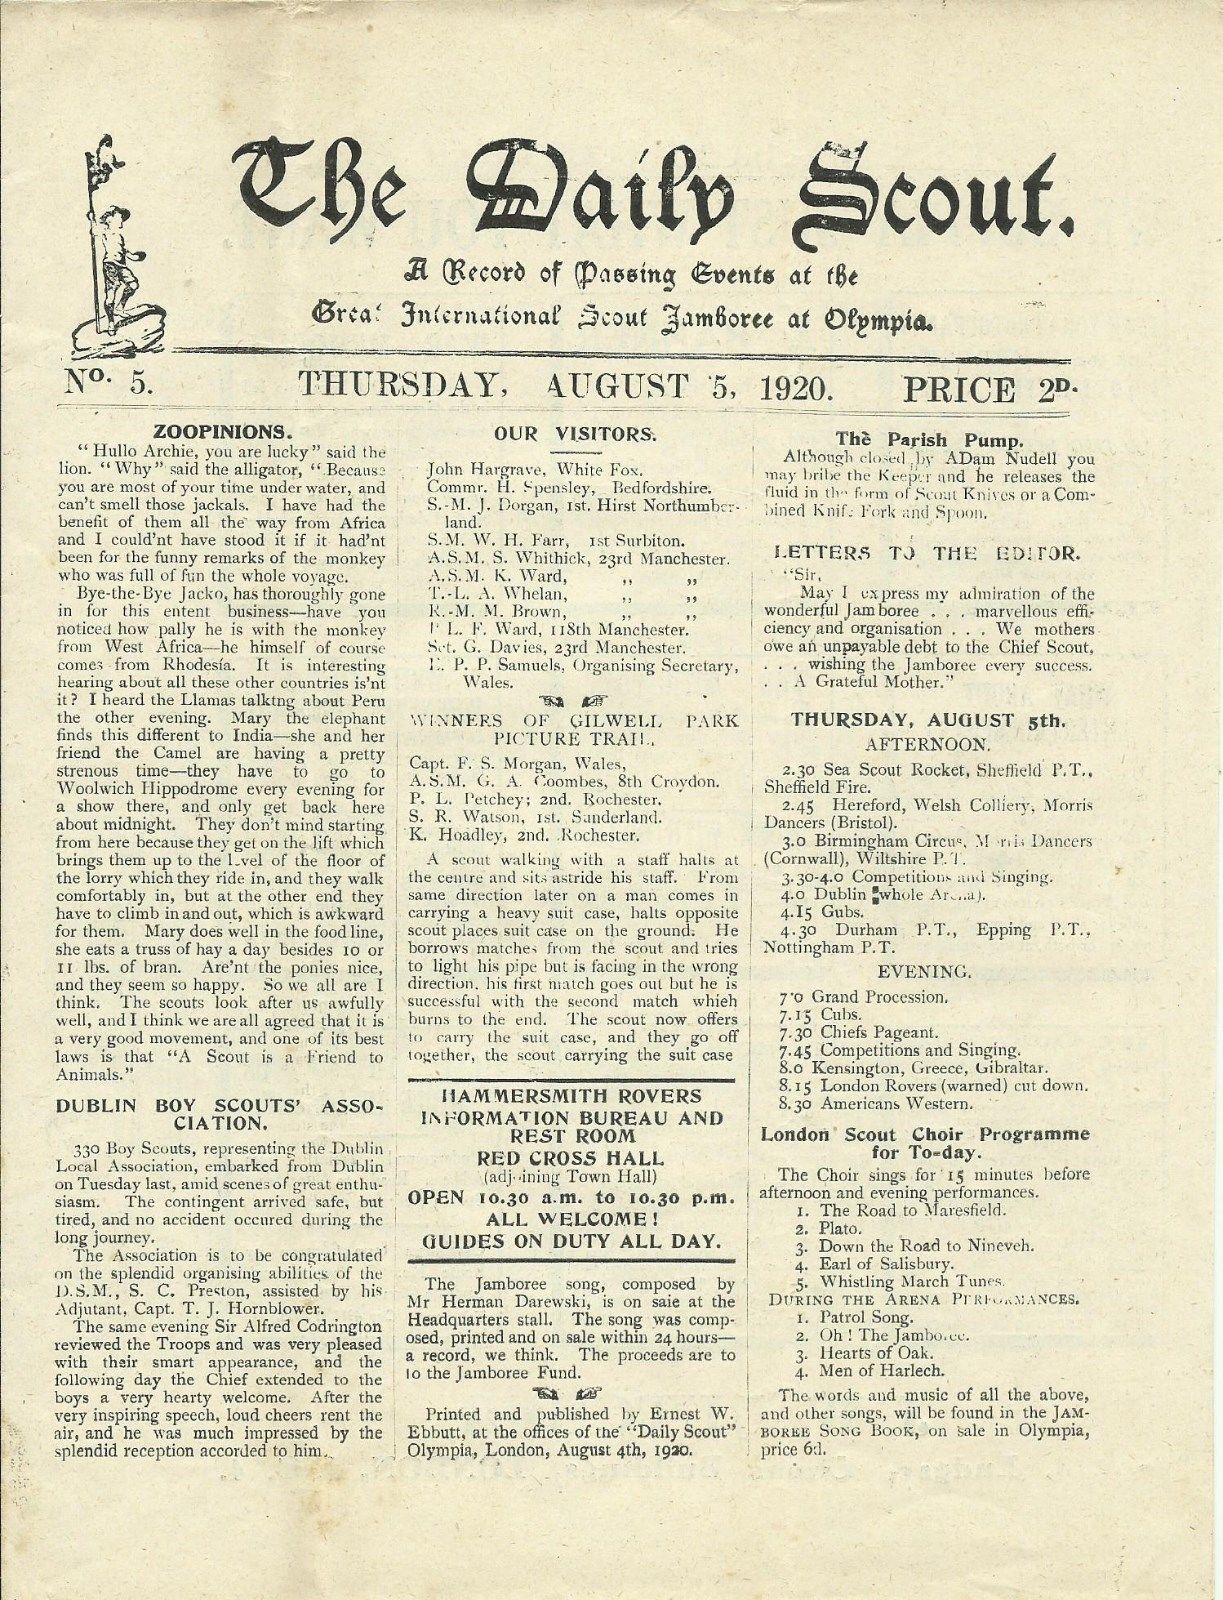 The Daily Scout.
A Record of Passing Events at the
Great International Scout Jamboree at Olympia.
No. 5.    THURSDAY, AUGUST 5, 1920.    PRICE 2D.
ZOOPINIONS.
"Hullo Archie, you are lucky" said the
lion. "Why" said the alligator, "Because
you are most of your time under water, and
can't smell those jackals. I have had the
benefit of them all the way from Africa
and I could'nt have stood it if it had'nt
been for the funny remarks of the monkey
who was full of fun the whole voyage.
Bye-the-Bye Jacko, has thoroughly gone
in for this entent business—have you
noticed how pally he is with the monkey
from West Africa—he himself of course
comes from Rhodesia. It is interesting
hearing about all these other countries is'nt
it? I heard the Llamas talktng about Peru
the other evening. Mary the elephant
finds this different to India—she and her
friend the Camel are having a pretty
strenous time—they have to go to
Woolwich Hippodrome every evening for
a show there, and only get back here
about midnight. They don't mind starting
from here because they get on the lift which
brings them up to the level of the floor of
the lorry which they ride in, and they walk
comfortably in, but at the other end they
have to climb in and out, which is awkward
for them. Mary does well in the food line,
she eats a truss of hay a day besides 10 or
11 lbs. of bran. Are'nt the ponies nice,
and they seem so happy. So we all are I
think. The scouts look after us awfully
well, and I think we are all agreed that it is
a very good movement, and one of its best
laws is that "A Scout is a Friend to
Animals."
DUBLIN BOY SCOUTS' ASSO-
CIATION.
330 Boy Scouts, representing the Dublin
Local Association, embarked from Dublin
on Tuesday last, amid scenes of great enthu-
siasm. The contingent arrived safe, but
tired, and no accident occured during the
long journey.
The Association is to be congratulated
on the splendid organising abilities of the
D.S.M., S. C. Preston, assisted by his
Adjutant, Capt. T. J. Hornblower.
The same evening Sir Alfred Codrington
reviewed the Troops and was very pleased
with their smart appearance, and the
following day the Chief extended to the
boys a very hearty welcome. After the
very inspiring speech, loud cheers rent the
air, and he was much impressed by the
splendid reception accorded to him.
OUR VISITORS.
John Hargrave, White Fox.
Commr. H. Spensley, Bedfordshire.
S.-M. J. Dorgan, 1st. Hirst Northumber-
land.
S.M. W. H. Farr, 1st Surbiton.
A.S.M. S. Whithick, 23rd Manchester.
A.S.M. K. Ward, ,, ,,
T.-L. A. Whelan, ,, ,,
R.-M. M. Brown, ,, ,,
P L. F. Ward, 118th Manchester.
Sct. G. Davies, 23rd Manchester.
P. P. Samuels, Organising Secretary,
Wales.
WINNERS OF GILWELL PARK
PICTURE TRAIL.
Capt. F. S. Morgan, Wales,
A.S.M. G. A. Coombes, 8th Croydon.
P. L. Petchey; 2nd. Rochester.
S. R. Watson, 1st. Sunderland.
K. Hoadley, 2nd. Rochester.
A scout walking with a staff halts at
the centre and sits astride his staff. From
same direction later on a man comes in
carrying a heavy suit case, halts opposite
scout places suit case on the ground. He
borrows matches from the scout and tries
to light his pipe but is facing in the wrong
direction. his first match goes out but he is
successful with the second match whieh
burns to the end. The scout now offers
to carry the suit case, and they go off
together, the scout carrying the suit case
HAMMERSMITH ROVERS
INFORMATION BUREAU AND
REST ROOM
RED CROSS HALL
(adjoining Town Hall)
OPEN 10.30 a.m. to 10.30 p.m.
ALL WELCOME!
GUIDES ON DUTY ALL DAY.
The Jamboree song, composed by
Mr Herman Darewski, is on saie at the
Headquarters stall. The song was comp-
osed, printed and on sale within 24 hours—
a record, we think. The proceeds are to
10 the Jamboree Fund.
Printed and published by Ernest W.
Ebbutt, at the offices of the "Daily Scout"
Olympia, London, August 4th, 1920.
The Parish Pump.
Although closed by ADam Nudell you
may bribe the Keeper and he releases the
fluid in the form of Scout Knives or a Com-
bined Knife Fork and Spoon.
LETTERS TO THE EDITOR.
"Sir,
May I express my admiration of the
wonderful Jamboree . . . marvellous effi-
ciency and organisation . . . We mothers
owe an unpayable debt to the Chief Scout,
. . . wishing the Jamboree every success.
. . A Grateful Mother."
THURSDAY, AUGUST 5th.
AFTERNOON.
2.30 Sea Scout Rocket, Sheffield P.T.,
Sheffield Fire.
2.45 Hereford, Welsh Colliery, Morris
Dancers (Bristol).
3.0 Birmingham Circus, Morris Dancers
(Cornwall), Wiltshire P.T.
3.30-4.0 Competitions and Singing.
4.0 Dublin (whole Arena).
4.15 Gubs.
4.30 Durham P.T., Epping P.T.,
Nottingham P.T.
EVENING.
7'0 Grand Procession.
7.15 Cubs.
7.30 Chiefs Pageant.
7.45 Competitions and Singing.
8.0 Kensington, Greece, Gibraltar.
8.15 London Rovers (warned) cut down.
8.30 Americans Western.
London Scout Choir Programme
for To-day.
The Choir sings for 15 minutes before
afternoon and evening performances.
1. The Road to Maresfield.
2. Plato.
3. Down the Road to Nineveh.
4. Earl of Salisbury.
5. Whistling March Tunes.
DURING THE ARENA PERFORMANCES.
1. Patrol Song.
2. Oh! The Jamboree.
3. Hearts of Oak.
4. Men of Harlech.
The words and music of all the above,
and other songs, will be found in the JAM-
BOREE SONG BOOK, on sale in Olympia,
price 6d.